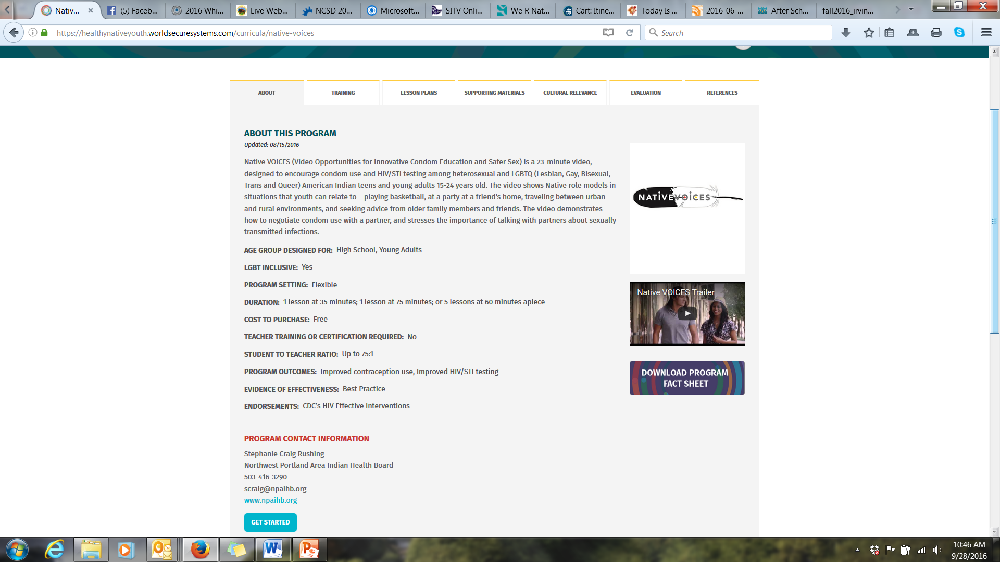 Nativ...
(5) Faceb...
2016 Whi...
Live Web...
NCSD 20...
Microsoft...
SITV Onli...
We R Nat...
Cart: Itine...
Today Is ...
2016-06-...
After Sch...
fall2016_irvin...
https://healthynativeyouth.worldsecuresystems.com/curricula/native-voices
Search
ABOUT
TRAINING
LESSON PLANS
SUPPORTING MATERIALS
CULTURAL RELEVANCE
EVALUATION
REFERENCES
ABOUT THIS PROGRAM
Updated: 08/15/2016
Native VOICES (Video Opportunities for Innovative Condom Education and Safer Sex) is a 23-minute video,
designed to encourage condom use and HIV/STI testing among heterosexual and LGBTQ (Lesbian, Gay, Bisexual,
Trans and Queer) American Indian teens and young adults 15-24 years old. The video shows Native role models in
situations that youth can relate to – playing basketball, at a party at a friend's home, traveling between urban
and rural environments, and seeking advice from older family members and friends. The video demonstrates
how to negotiate condom use with a partner, and stresses the importance of talking with partners about sexually
transmitted infections.
AGE GROUP DESIGNED FOR: High School, Young Adults
LGBT INCLUSIVE: Yes
PROGRAM SETTING: Flexible
DURATION: 1 lesson at 35 minutes; 1 lesson at 75 minutes; or 5 lessons at 60 minutes apiece
COST TO PURCHASE: Free
TEACHER TRAINING OR CERTIFICATION REQUIRED: No
STUDENT TO TEACHER RATIO: Up to 75:1
PROGRAM OUTCOMES: Improved contraception use, Improved HIV/STI testing
EVIDENCE OF EFFECTIVENESS: Best Practice
ENDORSEMENTS: CDC’s HIV Effective Interventions
NATIVE VOICES
Native VOICES Trailer
DOWNLOAD PROGRAM
FACT SHEET
PROGRAM CONTACT INFORMATION
Stephanie Craig Rushing
Northwest Portland Area Indian Health Board
503-416-3290
scraig@npaihb.org
www.npaihb.org
GET STARTED
10:46 AM
9/28/2016